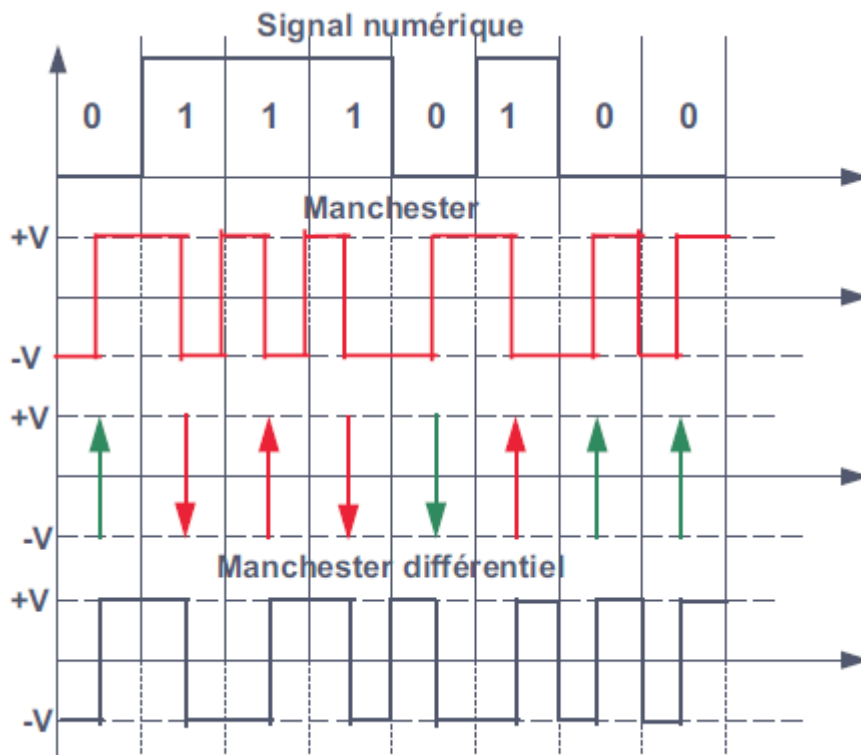 Signal numérique
0 1 1 1 0 1 0 0
Manchester
+V
-V
+V
-V
Manchester différentiel
+V
-V